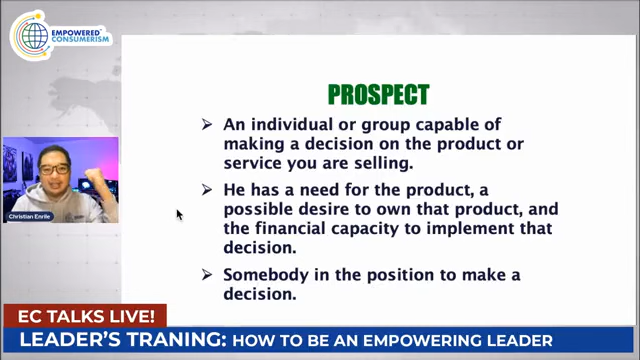 EMPOWERED
CONSUMERISM
PROSPECT
➢ An individual or group capable of
making a decision on the product or
service you are selling.
➢ He has a need for the product, a
possible desire to own that product, and
the financial capacity to implement that
decision.
➢ Somebody in the position to make a
decision.
Christian Enrile
EC TALKS LIVE!
LEADER'S TRANING: HOW TO BE AN EMPOWERING LEADER